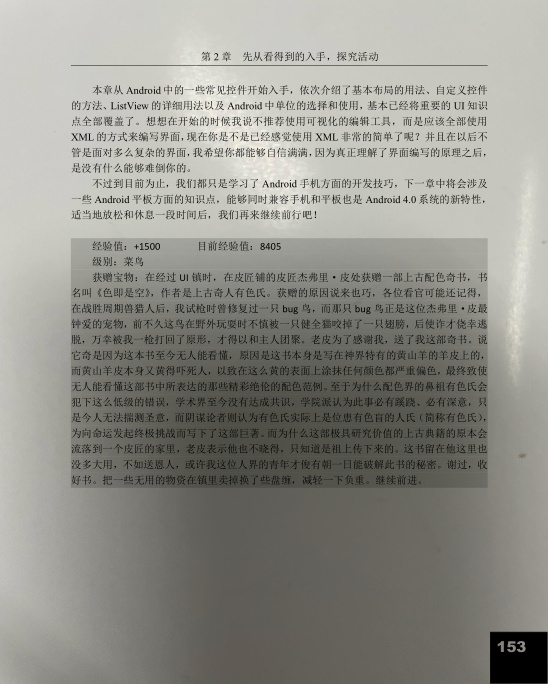 第 2 章 先从看得到的入手，探究活动
本章从 Android 中的一些常见控件开始入手，依次介绍了基本布局的用法、自定义控件
的方法、ListView 的详细用法以及 Android 中单位的选择和使用，基本已经将重要的 UI 知识
点全部覆盖了。想想在开始的时候我说不推荐使用可视化的编辑工具，而是应该全部使用
XML 的方式来编写界面，现在你是不是已经感觉使用 XML 非常的简单了呢？并且在以后不
管是面对多么复杂的界面，我希望你都能够自信满满，因为真正理解了界面编写的原理之后，
是没有什么能够难倒你的。
不过到目前为止，我们都只是学习了 Android 手机方面的开发技巧，下一章中将会涉及
一些 Android 平板方面的知识点，能够同时兼容手机和平板也是 Android 4.0 系统的新特性，
适当地放松和休息一段时间后，我们再来继续前行吧！
经验值：+1500 目前经验值：8405
级别：菜鸟
获赠宝物：在经过 UI 镇时，在皮匠铺的皮匠杰弗里·皮处获赠一部上古配色奇书，书
名叫《色即是空》，作者是上古奇人有色氏。获赠的原因说来也巧，各位看官可能还记得，
在战胜周期兽猎人后，我试枪时曾修复过一只 bug 鸟，而那只 bug 鸟正是这位杰弗里·皮最
钟爱的宠物，前不久这鸟在野外玩耍时不慎被一只健全猫咬掉了一只翅膀，后使诈才侥幸逃
脱，万幸被我一枪打回了原形，才得以和主人团聚。老皮为了感谢我，送了我这部奇书。说
它奇是因为这本书至今无人能看懂，原因是这书本身是写在神界特有的黄山羊的羊皮上的，
而黄山羊皮本身又黄得吓死人，以致在这么黄的表面上涂抹任何颜色都严重偏色，最终致使
无人能看懂这部书中所表达的那些精彩绝伦的配色范例。至于为什么配色界的鼻祖有色氏会
犯下这么低级的错误，学术界至今没有达成共识，学院派认为此事必有蹊跷、必有深意，只
是今人无法揣测圣意，而阴谋论者则认为有色氏实际上是位患有色盲的人氏（简称有色氏），
为向命运发起终极挑战而写下了这部巨著。而为什么这部极具研究价值的上古典籍的原本会
流落到一个皮匠的家里，老皮表示他也不晓得，只知道是祖上传下来的。这书留在他这里也
没多大用，不如送恩人，或许我这位人界的青年才俊有朝一日能破解此书的秘密。谢过，收
好书。把一些无用的物资在镇里卖掉换了些盘缠，减轻一下负重。继续前进。
153